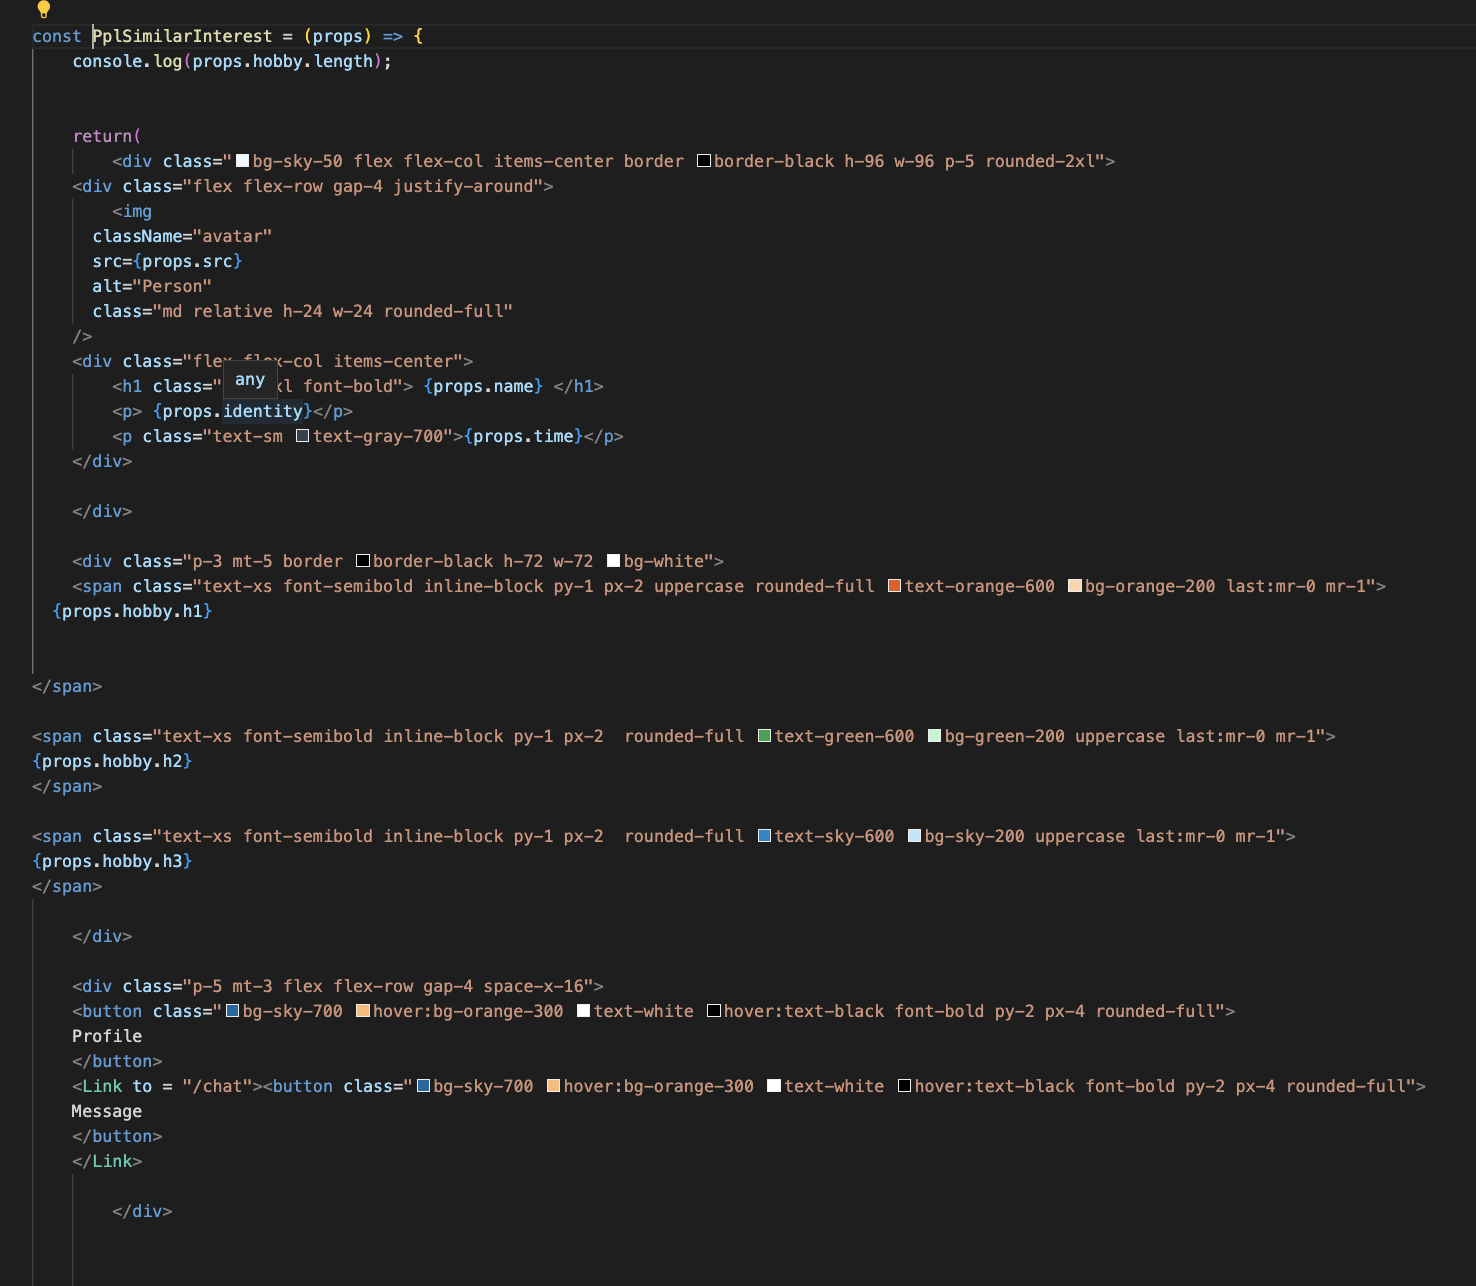 const PplSimilarInterest = (props) => {
console.log(props.hobby.length);
return(
<div class="bg-sky-50 flex flex-col items-center border border-black h-96 w-96 p-5 rounded-2xl">
<div class="flex flex-row gap-4 justify-around">
<img
className="avatar"
src={props.src}
alt="Person"
class="md relative h-24 w-24 rounded-full"
/>
<div class="flex flex-col items-center">
any
<h1 class="xl font-bold"> {props.name} </h1>
<p> {props.identity}</p>
<p class="text-sm text-gray-700">{props.time}</p>
</div>
</div>
<div class="p-3 mt-5 border border-black h-72 w-72 bg-white">
<span class="text-xs font-semibold inline-block py-1 px-2 uppercase rounded-full text-orange-600 bg-orange-200 last:mr-0 mr-1">
{props.hobby.h1}
</span>
<span class="text-xs font-semibold inline-block py-1 px-2  rounded-full text-green-600 bg-green-200 uppercase last:mr-0 mr-1">
{props.hobby.h2}
</span>
<span class="text-xs font-semibold inline-block py-1 px-2  rounded-full text-sky-600 bg-sky-200 uppercase last:mr-0 mr-1">
{props.hobby.h3}
</span>
</div>
<div class="p-5 mt-3 flex flex-row gap-4 space-x-16">
<button class="bg-sky-700 hover:bg-orange-300 text-white hover:text-black font-bold py-2 px-4 rounded-full">
Profile
</button>
<Link to = "/chat"><button class="bg-sky-700 hover:bg-orange-300 text-white hover:text-black font-bold py-2 px-4 rounded-full">
Message
</button>
</Link>
</div>